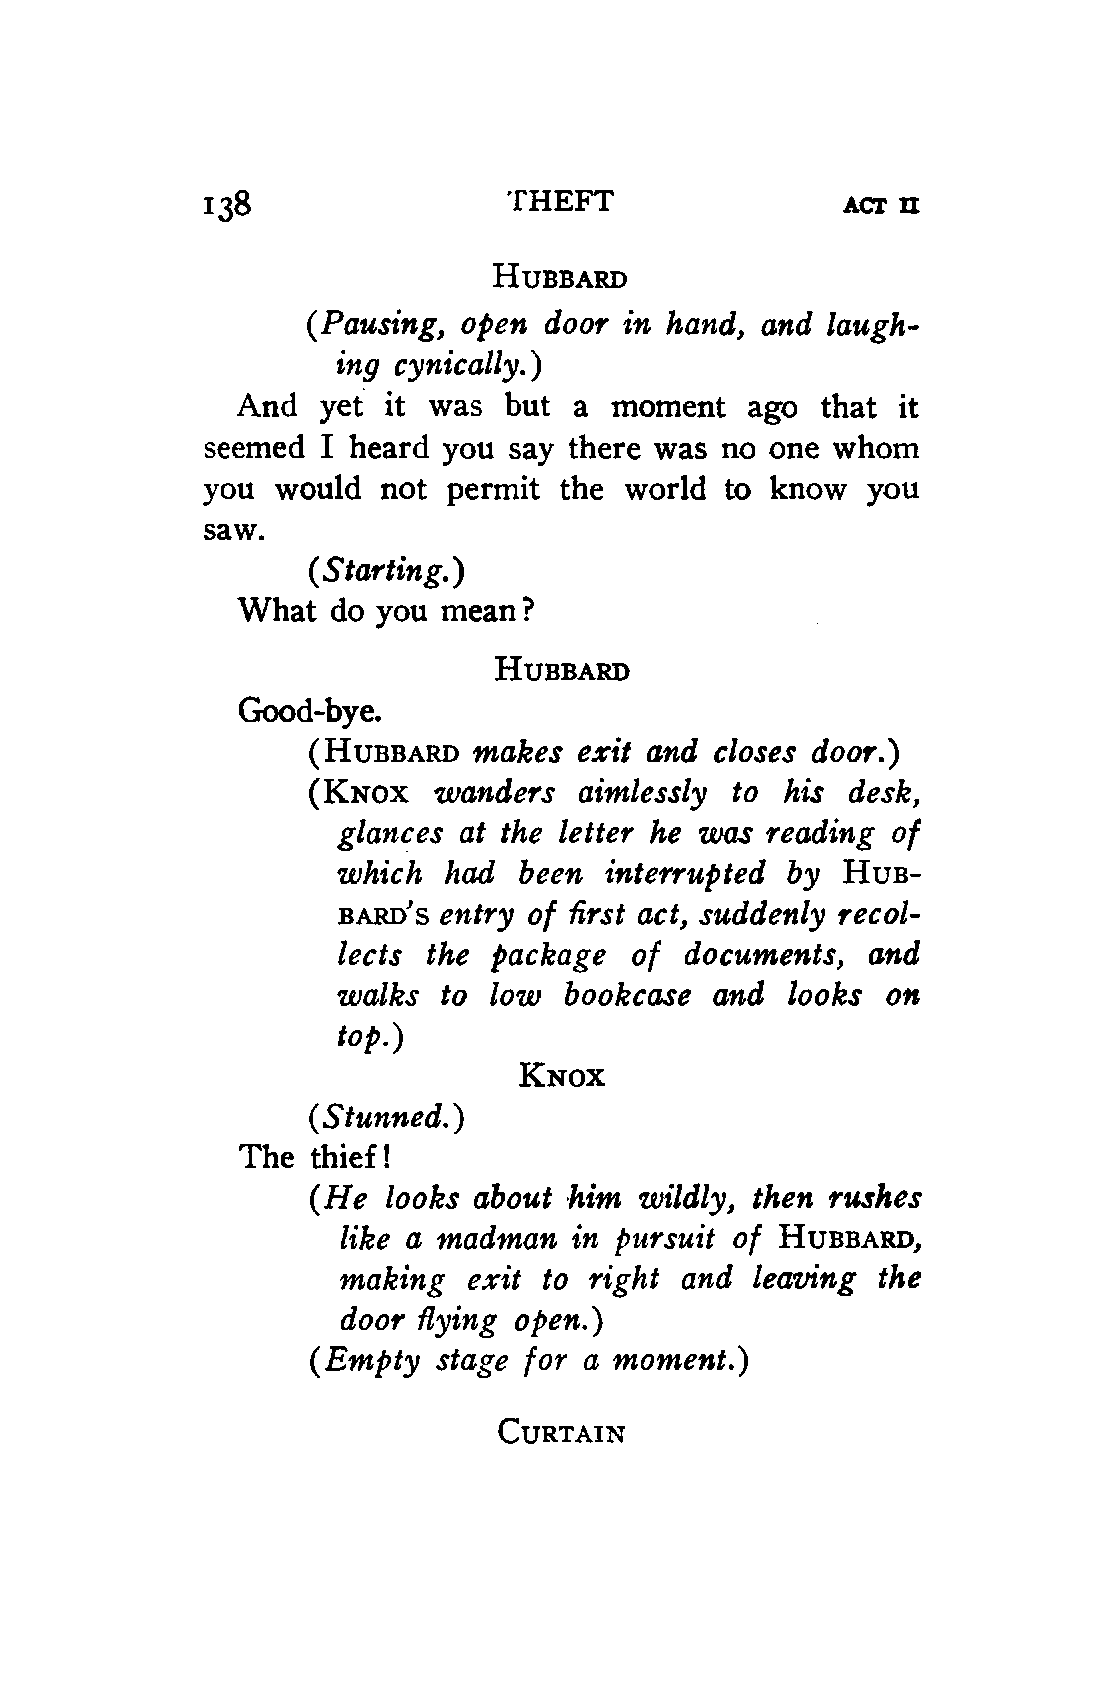 138 THEFT ACT II
HUBBARD
(Pausing, open door in hand, and laugh-
ing cynically.)
And yet it was but a moment ago that it
seemed I heard you say there was no one whom
you would not permit the world to know you
saw.
(Starting.)
What do you mean?
HUBBARD
Good-bye.
(HUBBARD makes exit and closes door.)
(KNOX wanders aimlessly to his desk,
glances at the letter he was reading of
which had been interrupted by HUB-
BARD'S entry of first act, suddenly recol-
lects the package of documents, and
walks to low bookcase and looks on
top.)
KNOX
(Stunned.)
The thief!
(He looks about him wildly, then rushes
like a madman in pursuit of HUBBARD,
making exit to right and leaving the
door flying open.)
(Empty stage for a moment.)
CURTAIN